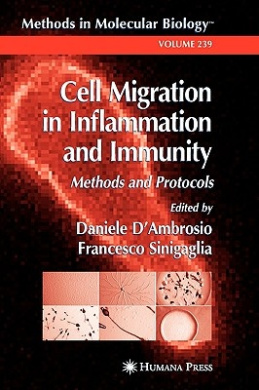 Methods in Molecular Biology™
VOLUME 239
Cell Migration
in Inflammation
and Immunity
Methods and Protocols
Edited by
Daniele D'Ambrosio
Francesco Sinigaglia
HUMANA PRESS